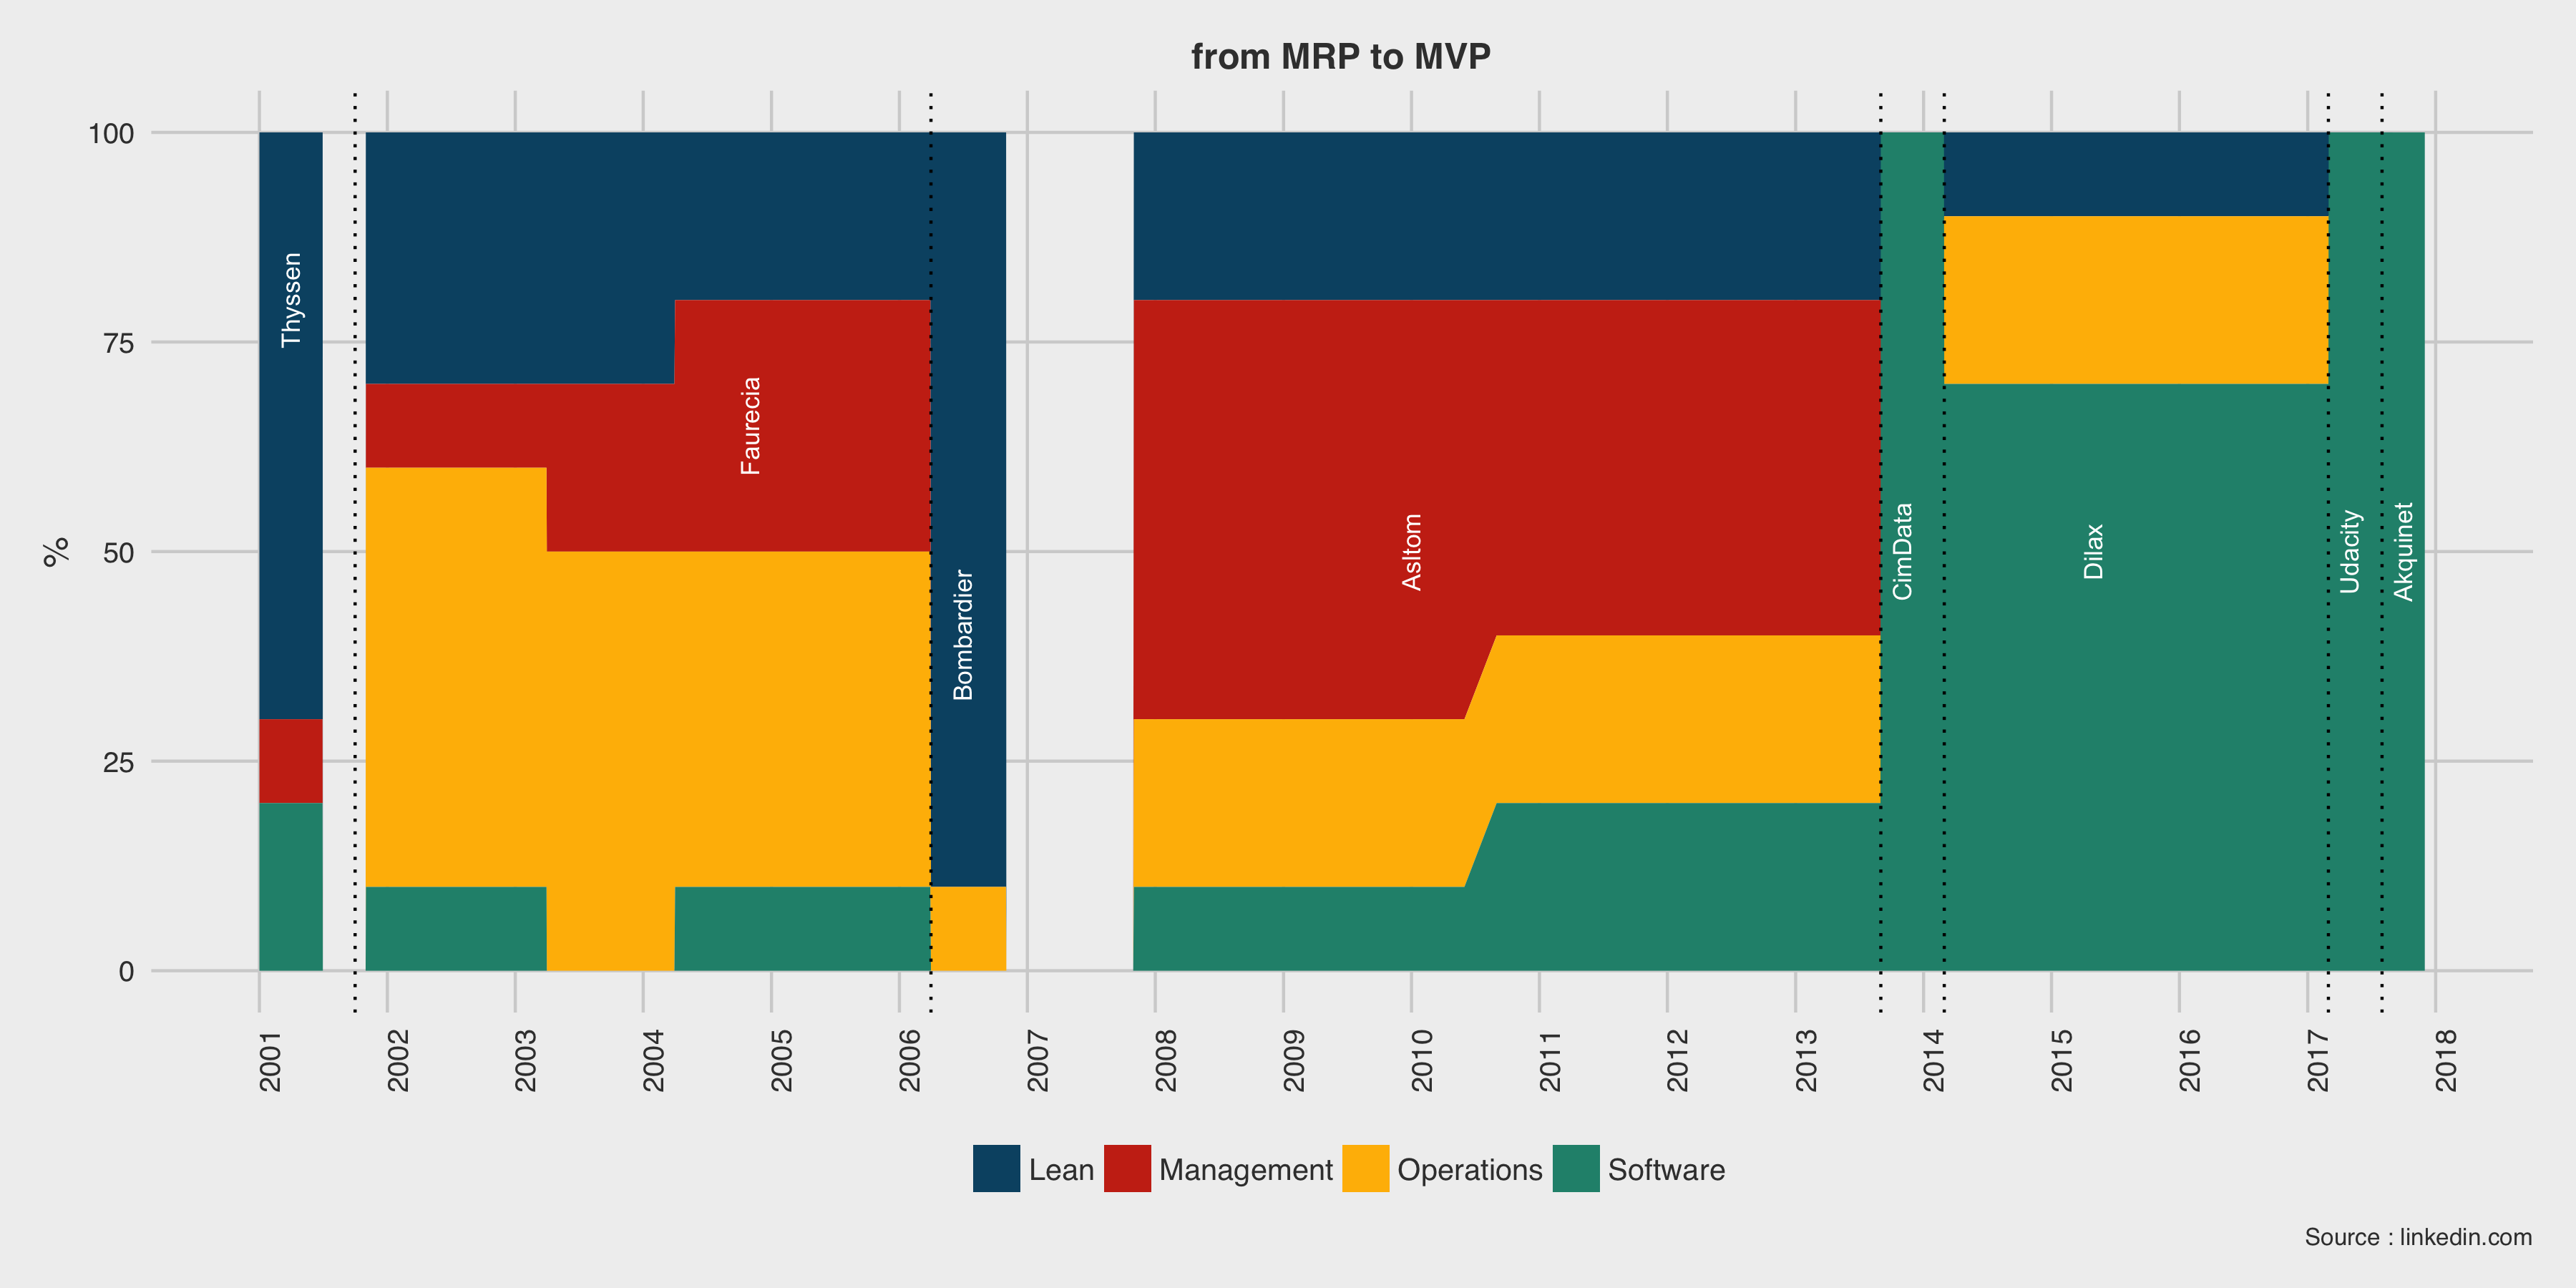 from MRP to MVP
100
75
50
25
0
%
Thyssen
Faurecia
Bombardier
Asltom
CimData
Dilax
Udacity
Akquinet
2001
2002
2003
2004
2005
2006
2007
2008
2009
2010
2011
2012
2013
2014
2015
2016
2017
2018
Lean Management Operations Software
Source : linkedin.com